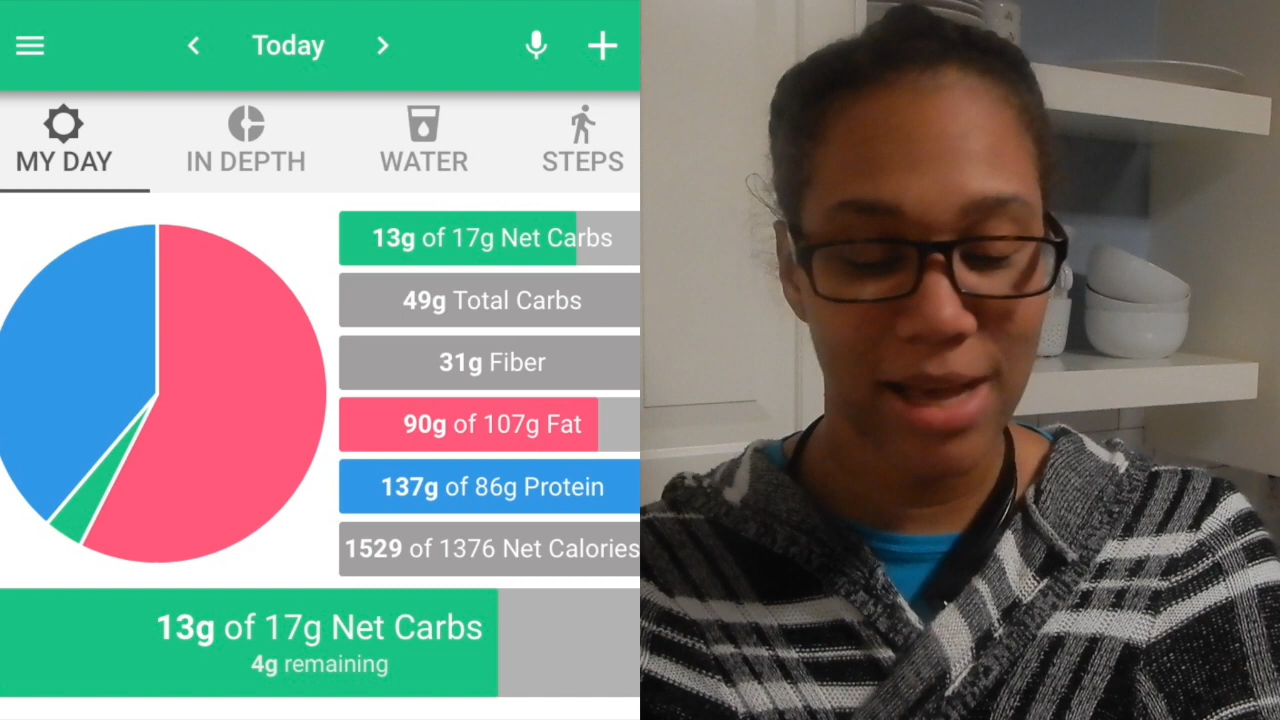 Today
MY DAY
IN DEPTH
WATER
STEPS
13g of 17g Net Carbs
49g Total Carbs
31g Fiber
90g of 107g Fat
137g of 86g Protein
1529 of 1376 Net Calories
13g of 17g Net Carbs
4g remaining